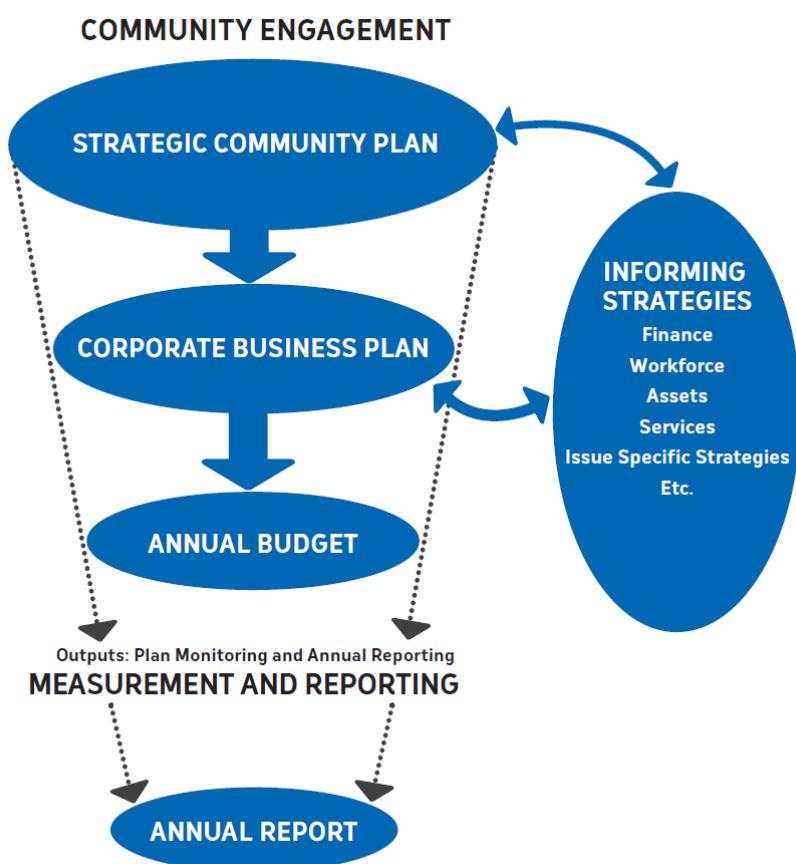 COMMUNITY ENGAGEMENT
STRATEGIC COMMUNITY PLAN
CORPORATE BUSINESS PLAN
ANNUAL BUDGET
INFORMING
STRATEGIES
Finance
Workforce
Assets
Services
Issue Specific Strategies
Etc.
Outputs: Plan Monitoring and Annual Reporting
MEASUREMENT AND REPORTING
ANNUAL REPORT